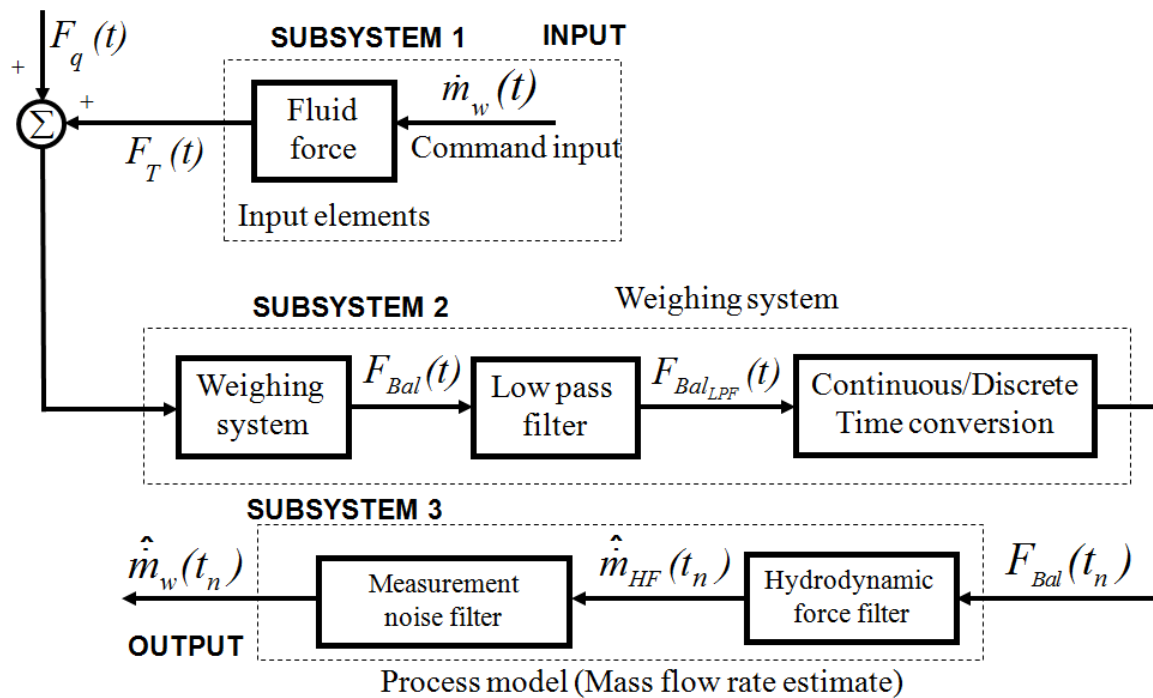 F_q (t)
+
+
Σ
F_T (t)
SUBSYSTEM 1
INPUT
Fluid
force
ṁ_w (t)
Command input
Input elements
SUBSYSTEM 2
Weighing system
Weighing
system
F_Bal (t)
Low pass
filter
F_Bal_LPF (t)
Continuous/Discrete
Time conversion
SUBSYSTEM 3
F_Bal (t_n)
Hydrodynamic
force filter
ṁ̂_HF (t_n)
Measurement
noise filter
ṁ̂_w (t_n)
OUTPUT
Process model (Mass flow rate estimate)